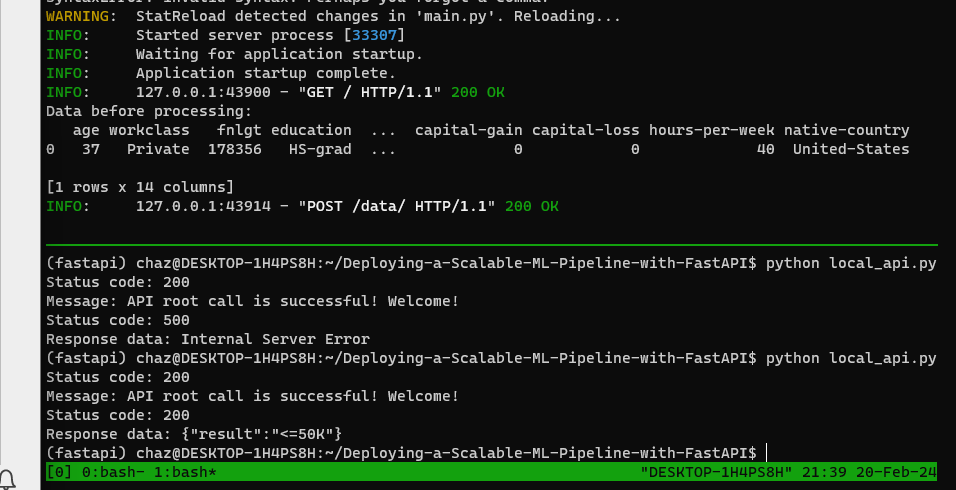 SyntaxError: invalid syntax. Perhaps you forgot a comma?
WARNING:  StatReload detected changes in 'main.py'. Reloading...
INFO:     Started server process [33307]
INFO:     Waiting for application startup.
INFO:     Application startup complete.
INFO:     127.0.0.1:43900 - "GET / HTTP/1.1" 200 OK
Data before processing:
   age workclass   fnlgt education  ...  capital-gain capital-loss hours-per-week native-country
0   37   Private  178356   HS-grad  ...             0            0             40  United-States
[1 rows x 14 columns]
INFO:     127.0.0.1:43914 - "POST /data/ HTTP/1.1" 200 OK
(fastapi) chaz@DESKTOP-1H4PS8H:~/Deploying-a-Scalable-ML-Pipeline-with-FastAPI$ python local_api.py
Status code: 200
Message: API root call is successful! Welcome!
Status code: 500
Response data: Internal Server Error
(fastapi) chaz@DESKTOP-1H4PS8H:~/Deploying-a-Scalable-ML-Pipeline-with-FastAPI$ python local_api.py
Status code: 200
Message: API root call is successful! Welcome!
Status code: 200
Response data: {"result":"<=50K"}
(fastapi) chaz@DESKTOP-1H4PS8H:~/Deploying-a-Scalable-ML-Pipeline-with-FastAPI$
[0] 0:bash- 1:bash* "DESKTOP-1H4PS8H" 21:39 20-Feb-24